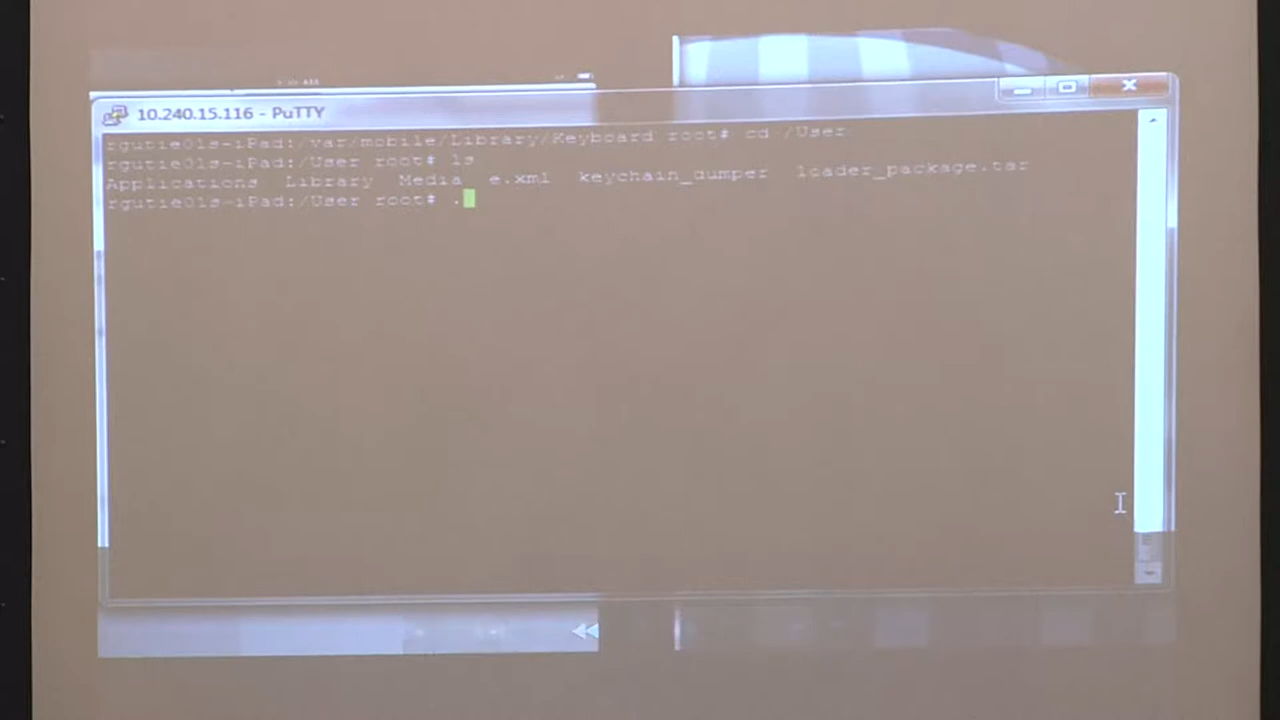 10.240.15.116 - PuTTY
rgutie01s-iPad:/var/mobile/Library/Keyboard root# cd /User
rgutie01s-iPad:/User root# ls
Applications Library Media e.xml keychain_dumper loader_package.tar
rgutie01s-iPad:/User root# .